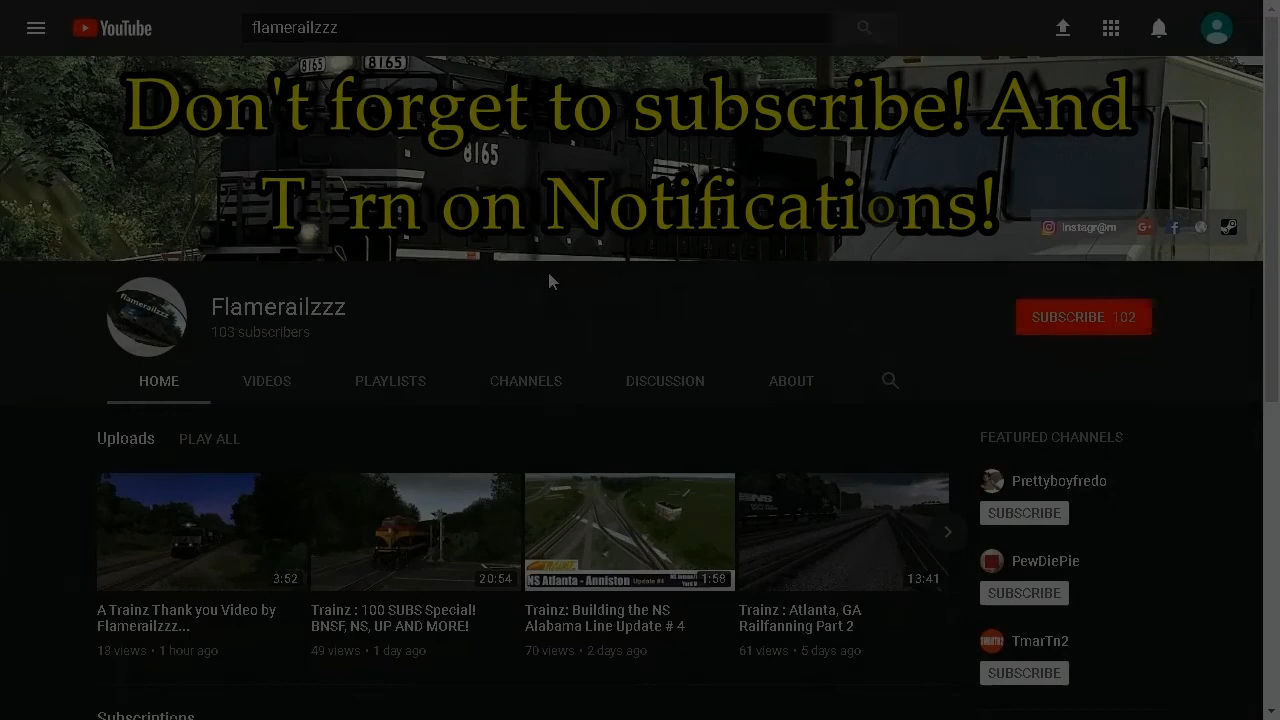 YouTube
flamerailzzz
8165
8165
Don't forget to subscribe! And
8165
Turn on Notifications!
Instagr@m
flamerailzzz
Flamerailzzz
103 subscribers
SUBSCRIBE 102
HOME VIDEOS PLAYLISTS CHANNELS DISCUSSION ABOUT
Uploads PLAY ALL
3:52
A Trainz Thank you Video by
Flamerailzzz...
13 views • 1 hour ago
20:54
Trainz : 100 SUBS Special!
BNSF, NS, UP AND MORE!
49 views • 1 day ago
NS Atlanta - Anniston Update #4
1:58
Trainz: Building the NS
Alabama Line Update # 4
70 views • 2 days ago
NS
13:41
Trainz : Atlanta, GA
Railfanning Part 2
61 views • 5 days ago
FEATURED CHANNELS
Prettyboyfredo
SUBSCRIBE
PewDiePie
SUBSCRIBE
TmarTn2
SUBSCRIBE
Subscriptions